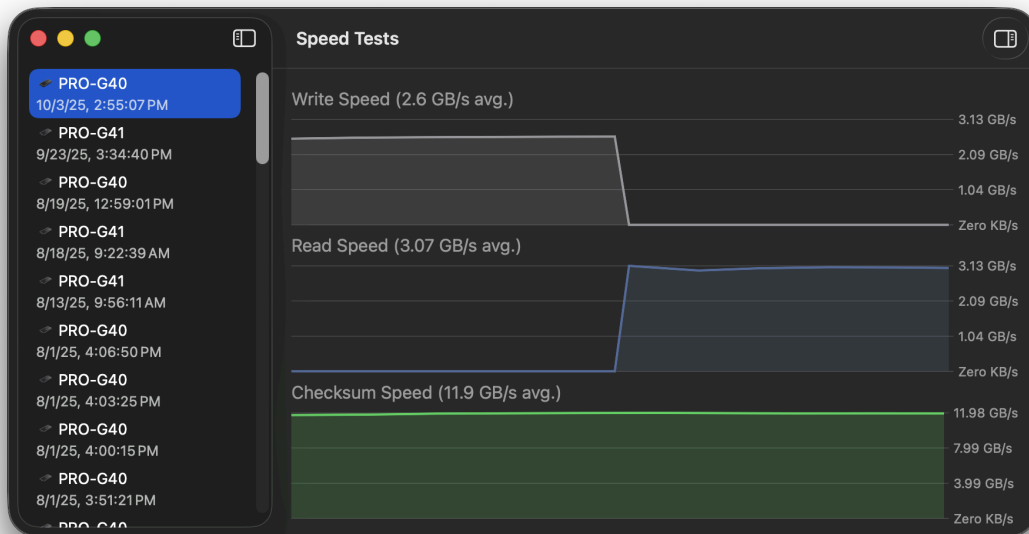 Speed Tests
PRO-G40
10/3/25, 2:55:07 PM
PRO-G41
9/23/25, 3:34:40 PM
PRO-G40
8/19/25, 12:59:01 PM
PRO-G41
8/18/25, 9:22:39 AM
PRO-G41
8/13/25, 9:56:11 AM
PRO-G40
8/1/25, 4:06:50 PM
PRO-G40
8/1/25, 4:03:25 PM
PRO-G40
8/1/25, 4:00:15 PM
PRO-G40
8/1/25, 3:51:21 PM
PRO-G40
Write Speed (2.6 GB/s avg.)
3.13 GB/s
2.09 GB/s
1.04 GB/s
Zero KB/s
Read Speed (3.07 GB/s avg.)
3.13 GB/s
2.09 GB/s
1.04 GB/s
Zero KB/s
Checksum Speed (11.9 GB/s avg.)
11.98 GB/s
7.99 GB/s
3.99 GB/s
Zero KB/s